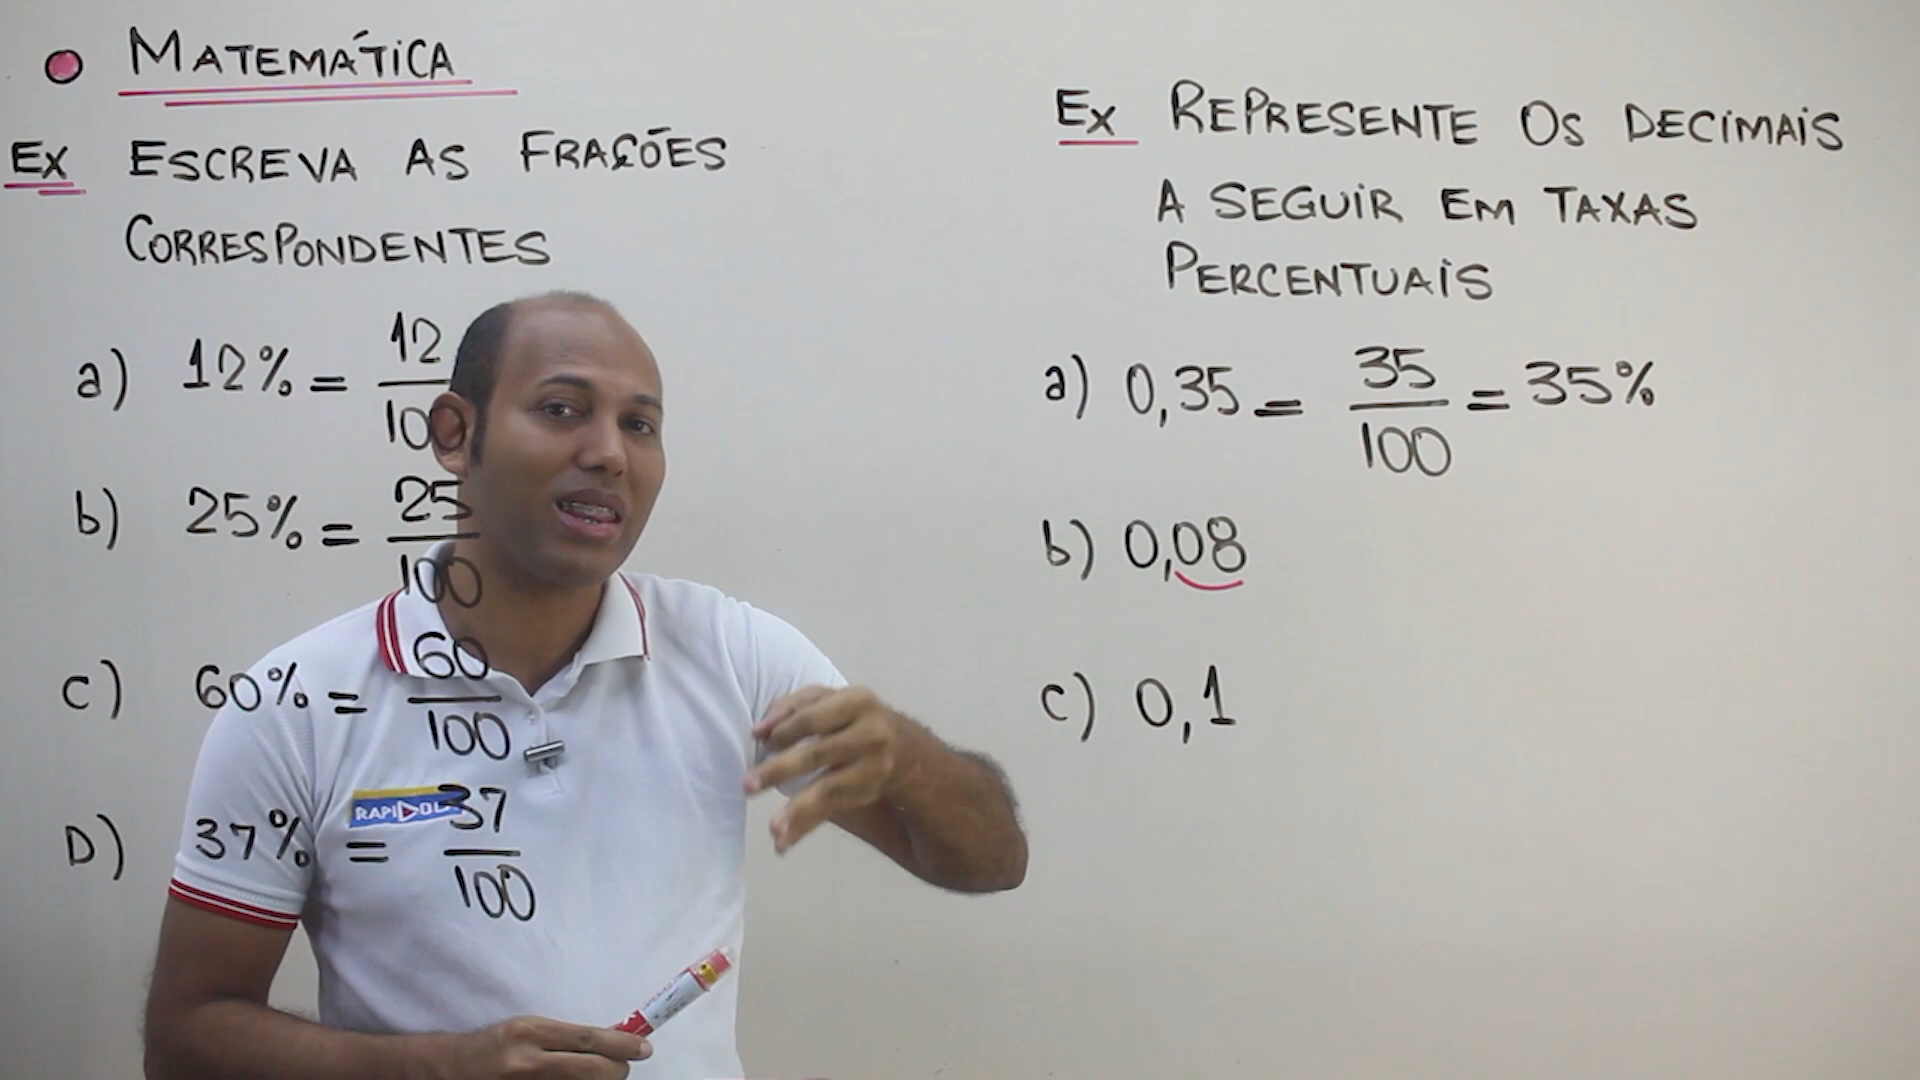 MATEMÁTICA
Ex ESCREVA AS FRAÇÕES
CORRESPONDENTES
a) 12% = 12/100
b) 25% = 25/100
c) 60% = 60/100
D) 37% = 37/100
RAPIDOLA
Ex REPRESENTE OS DECIMAIS
A SEGUIR EM TAXAS
PERCENTUAIS
a) 0,35 = 35/100 = 35%
b) 0,08
c) 0,1